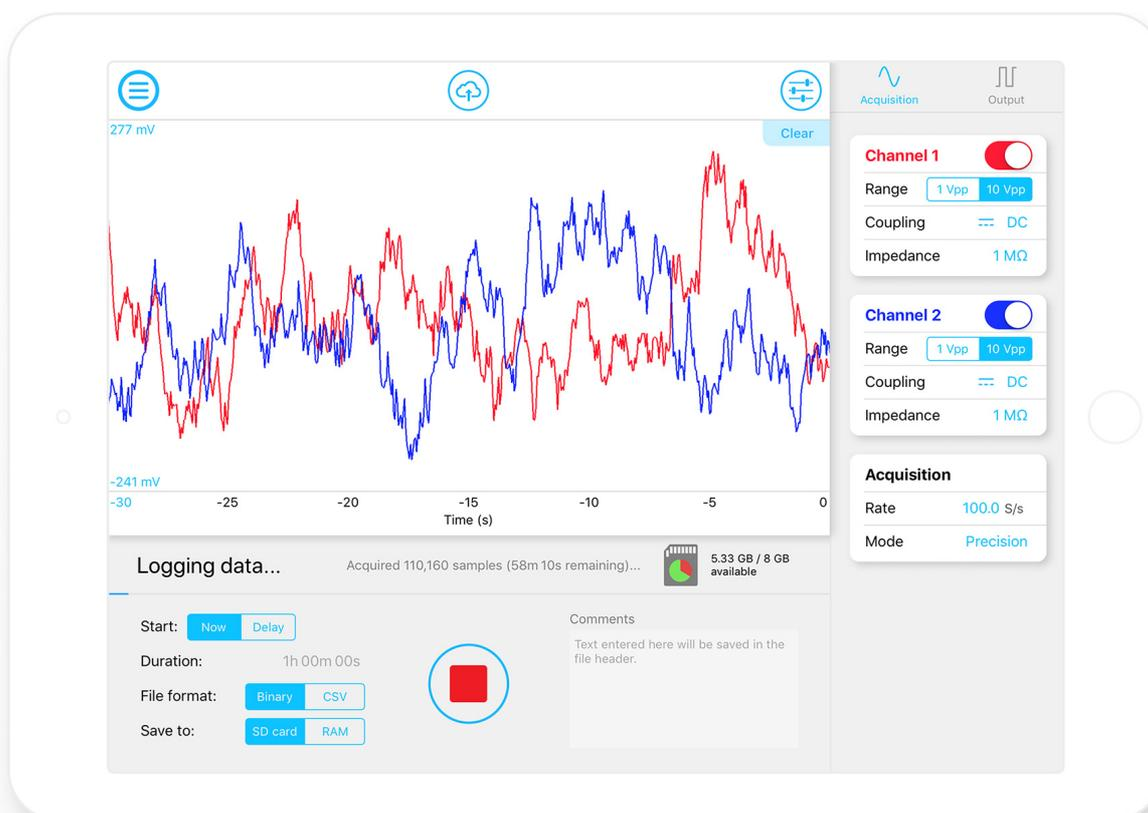 Acquisition
Output
277 mV
Clear
-241 mV
-30 -25 -20 -15 -10 -5 0
Time (s)
Channel 1
Range 1 Vpp 10 Vpp
Coupling DC
Impedance 1 MΩ
Channel 2
Range 1 Vpp 10 Vpp
Coupling DC
Impedance 1 MΩ
Acquisition
Rate 100.0 S/s
Mode Precision
Logging data...
Acquired 110,160 samples (58m 10s remaining)...
5.33 GB / 8 GB
available
Start: Now Delay
Duration: 1h 00m 00s
File format: Binary CSV
Save to: SD card RAM
Comments
Text entered here will be saved in the
file header.